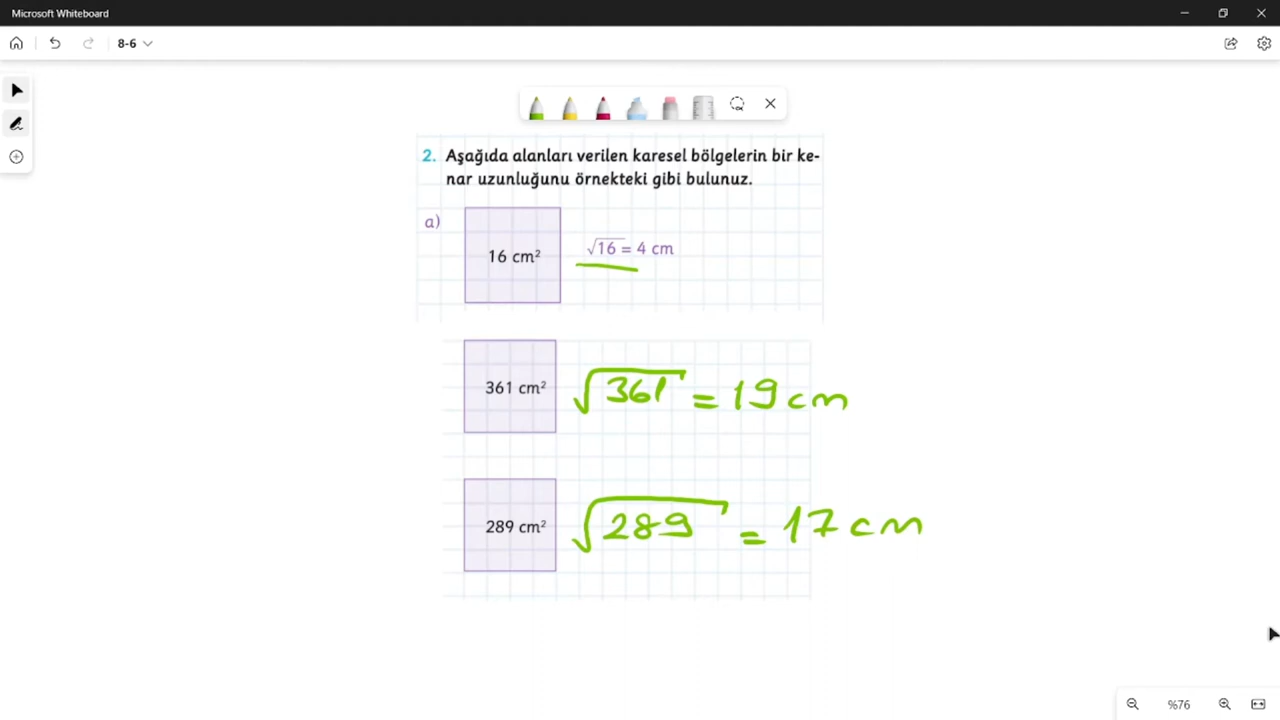 Microsoft Whiteboard
8-6
2. Aşağıda alanları verilen karesel bölgelerin bir ke-
nar uzunluğunu örnekteki gibi bulunuz.
a)
16 cm²
√16 = 4 cm
361 cm²
√361 = 19 cm
289 cm²
√289 = 17 cm
%76